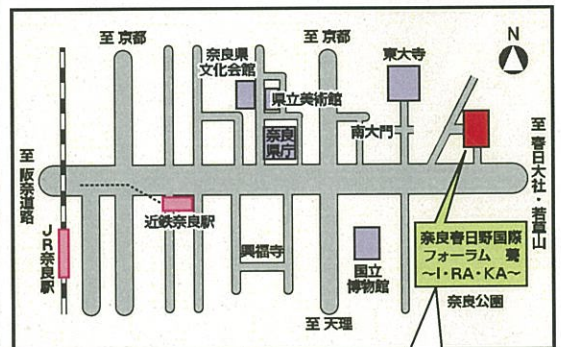 至 京都
至 京都
N
奈良県
文化会館
東大寺
県立美術館
奈良
県庁
南大門
至 阪奈道路
至 春日大社・若草山
近鉄奈良駅
JR奈良駅
興福寺
国立
博物館
奈良春日野国際
フォーラム 甍
～I・RA・KA～
奈良公園
至 天理